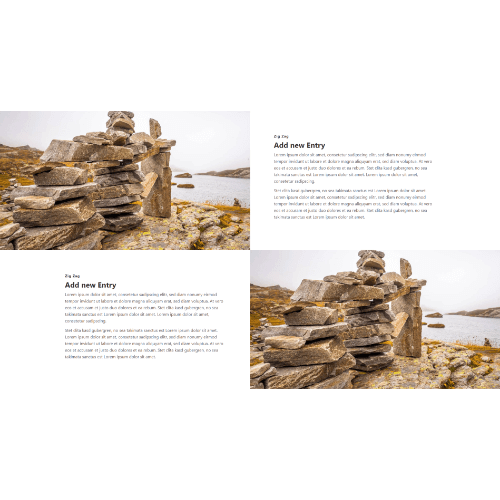 Zig Zag
Add new Entry
Lorem ipsum dolor sit amet, consetetur sadipscing elitr, sed diam nonumy eirmod
tempor invidunt ut labore et dolore magna aliquyam erat, sed diam voluptua. At vero
eos et accusam et justo duo dolores et ea rebum. Stet clita kasd gubergren, no sea
takimata sanctus est Lorem ipsum dolor sit amet. Lorem ipsum dolor sit amet,
consetetur sadipscing.
Stet clita kasd gubergren, no sea takimata sanctus est Lorem ipsum dolor sit amet.
Lorem ipsum dolor sit amet, consetetur sadipscing elitr, sed diam nonumy eirmod
tempor invidunt ut labore et dolore magna aliquyam erat, sed diam voluptua. At vero
eos et accusam et justo duo dolores et ea rebum. Stet clita kasd gubergren, no sea
takimata sanctus est Lorem ipsum dolor sit amet.
Zig Zag
Add new Entry
Lorem ipsum dolor sit amet, consetetur sadipscing elitr, sed diam nonumy eirmod
tempor invidunt ut labore et dolore magna aliquyam erat, sed diam voluptua. At vero
eos et accusam et justo duo dolores et ea rebum. Stet clita kasd gubergren, no sea
takimata sanctus est Lorem ipsum dolor sit amet. Lorem ipsum dolor sit amet,
consetetur sadipscing.
Stet clita kasd gubergren, no sea takimata sanctus est Lorem ipsum dolor sit amet.
Lorem ipsum dolor sit amet, consetetur sadipscing elitr, sed diam nonumy eirmod
tempor invidunt ut labore et dolore magna aliquyam erat, sed diam voluptua. At vero
eos et accusam et justo duo dolores et ea rebum. Stet clita kasd gubergren, no sea
takimata sanctus est Lorem ipsum dolor sit amet.